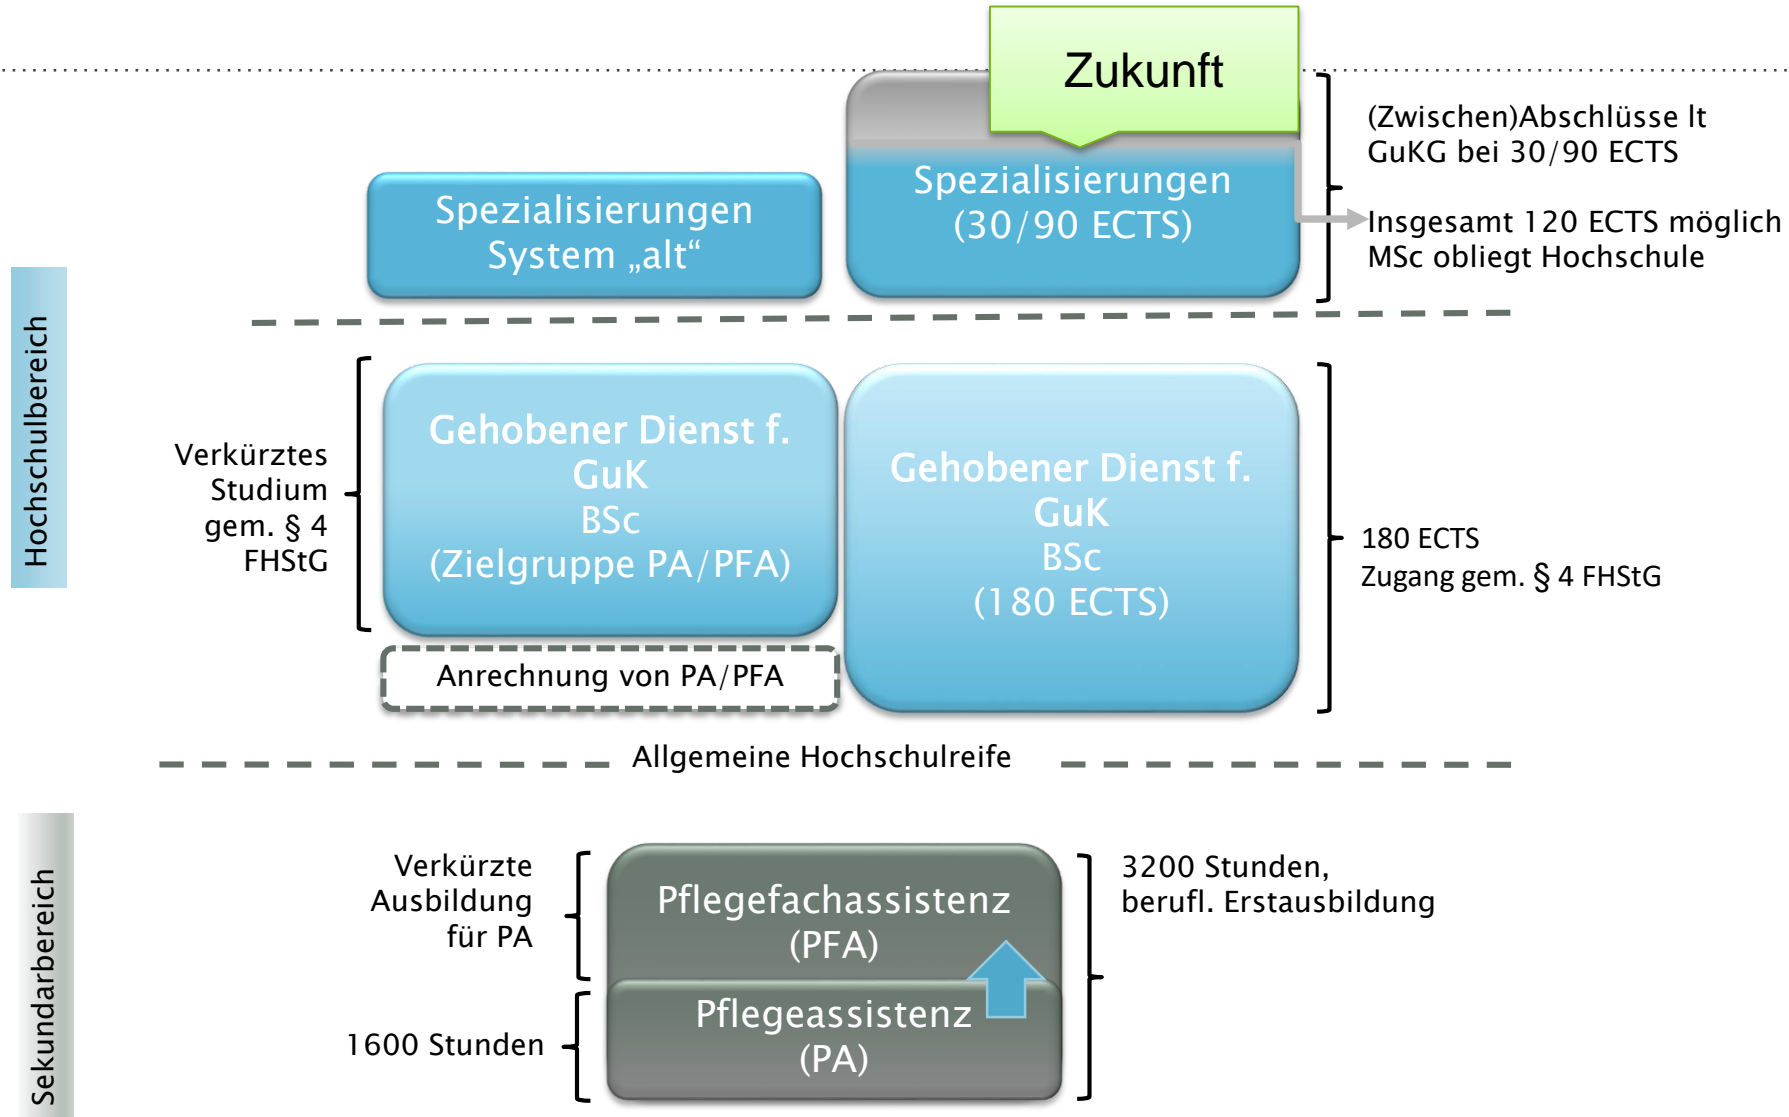 Zukunft
Spezialisierungen
System „alt“
Spezialisierungen
(30/90 ECTS)
(Zwischen)Abschlüsse lt
GuKG bei 30/90 ECTS
Insgesamt 120 ECTS möglich
MSc obliegt Hochschule
Hochschulbereich
Verkürztes
Studium
gem. § 4
FHStG
Gehobener Dienst f.
GuK
BSc
(Zielgruppe PA/PFA)
Anrechnung von PA/PFA
Gehobener Dienst f.
GuK
BSc
(180 ECTS)
180 ECTS
Zugang gem. § 4 FHStG
Allgemeine Hochschulreife
Sekundarbereich
Verkürzte
Ausbildung
für PA
1600 Stunden
Pflegefachassistenz
(PFA)
Pflegeassistenz
(PA)
3200 Stunden,
berufl. Erstausbildung